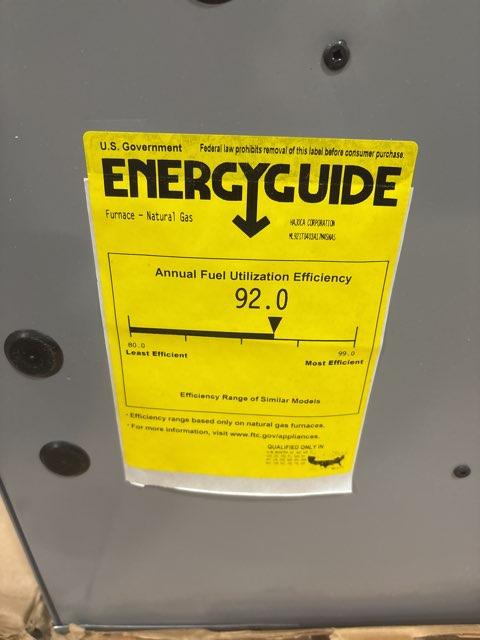 U.S. Government Federal law prohibits removal of this label before consumer purchase.
ENERGYGUIDE
Furnace - Natural Gas
HAJOCA CORPORATION
Annual Fuel Utilization Efficiency
92.0
80.0 99.0
Least Efficient Most Efficient
Efficiency Range of Similar Models
· Efficiency range based only on natural gas furnaces.
· For more information, visit www.ftc.gov/appliances.
QUALIFIED ONLY IN